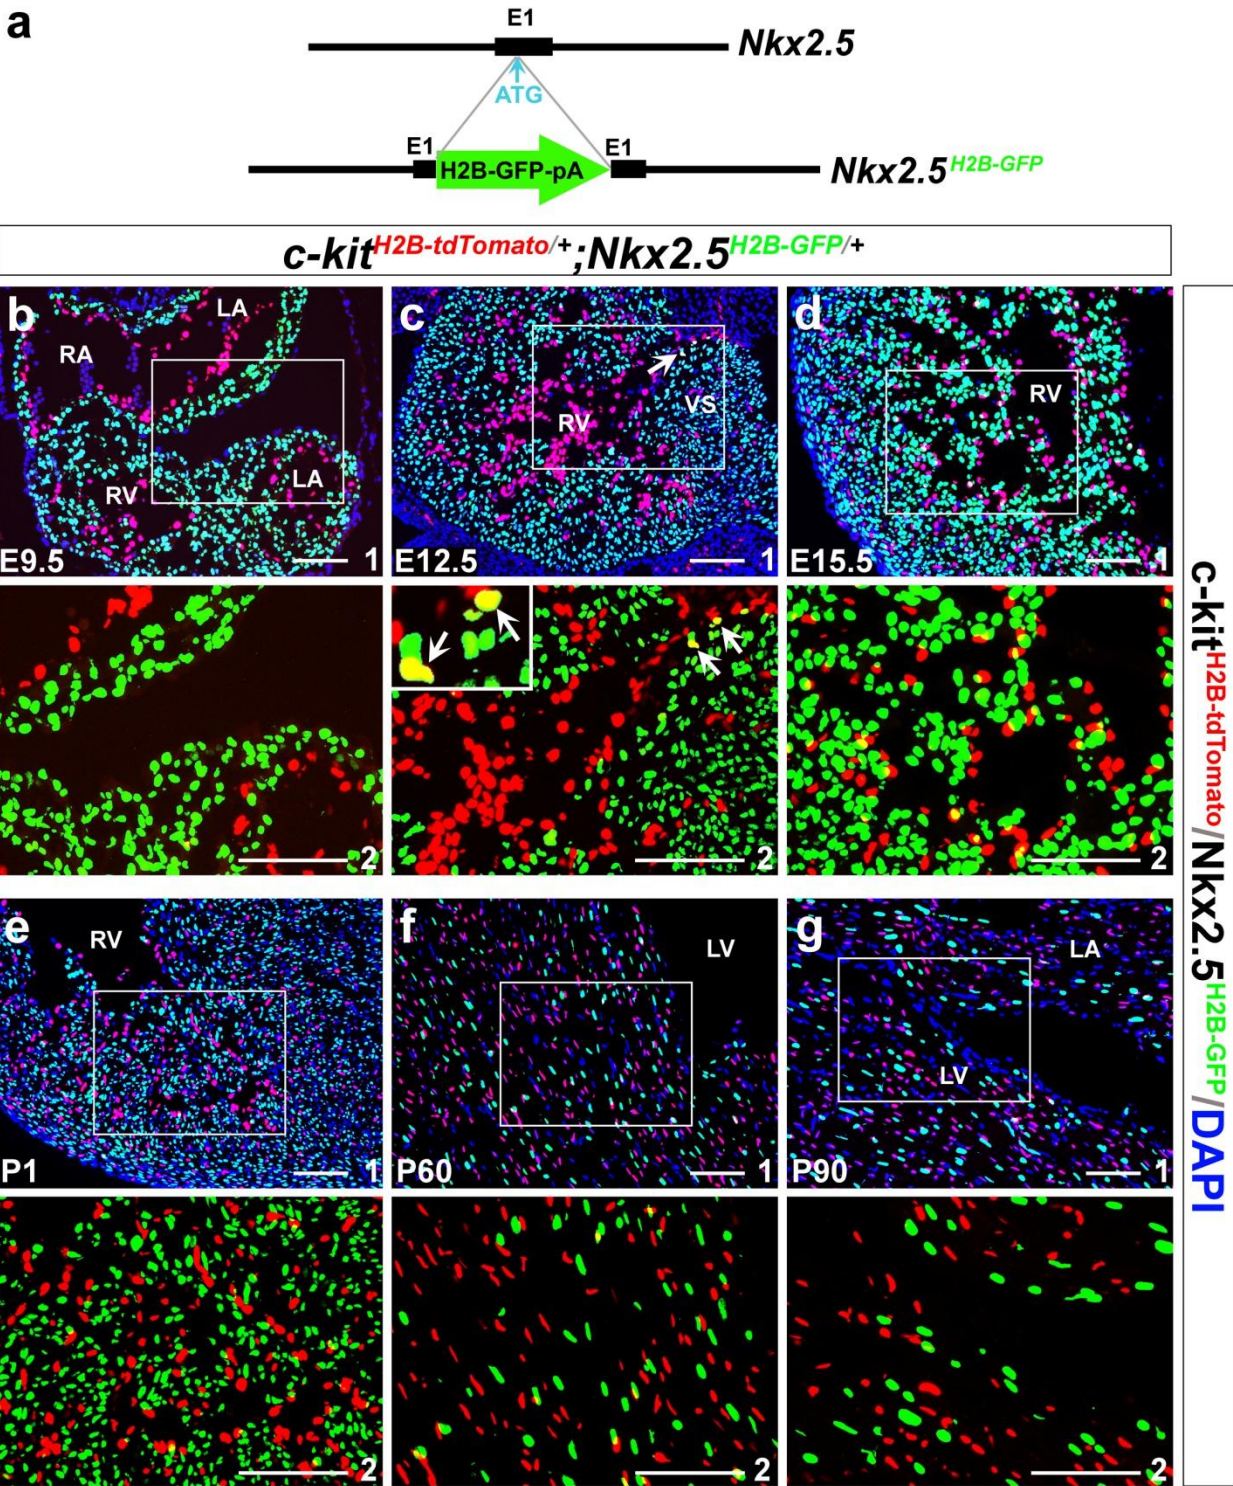 a
E1
Nkx2.5
ATG
E1 E1
H2B-GFP-pA
Nkx2.5H2B-GFP
c-kitH2B-tdTomato/+;Nkx2.5H2B-GFP/+
b LA
RA
RV LA
E9.5 1
c
RV VS
E12.5 1
d
RV
E15.5 1
2
2
2
e RV
P1 1
f LV
P60 1
g LA
LV
P90 1
2
2
2
c-kitH2B-tdTomato/Nkx2.5H2B-GFP/DAPI